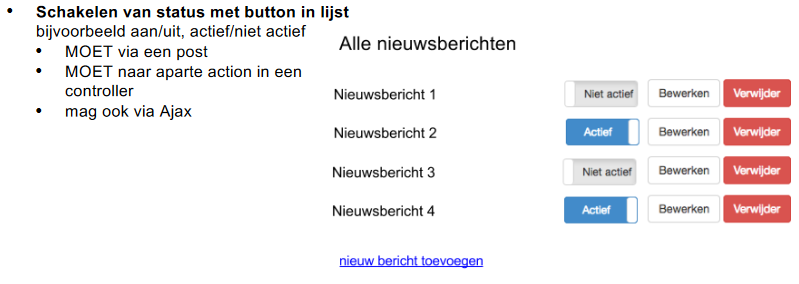 • Schakelen van status met button in lijst
bijvoorbeeld aan/uit, actief/niet actief
• MOET via een post
• MOET naar aparte action in een
controller
• mag ook via Ajax
Alle nieuwsberichten
Nieuwsbericht 1 Niet actief Bewerken Verwijder
Nieuwsbericht 2 Actief Bewerken Verwijder
Nieuwsbericht 3 Niet actief Bewerken Verwijder
Nieuwsbericht 4 Actief Bewerken Verwijder
nieuw bericht toevoegen